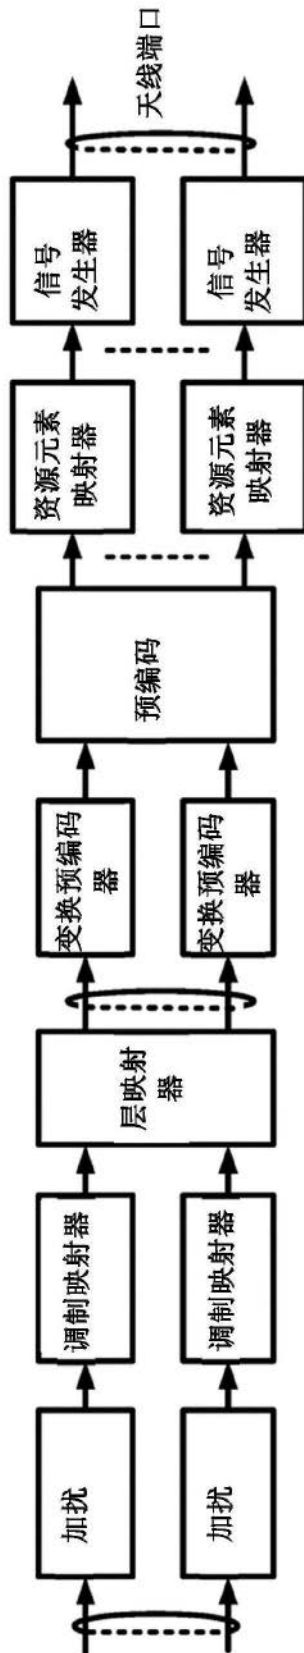 加扰
加扰
调制映射器
调制映射器
层映射
器
变换预编码
器
变换预编码
器
预编码
资源元素
映射器
资源元素
映射器
信号
发生器
信号
发生器
天线端口